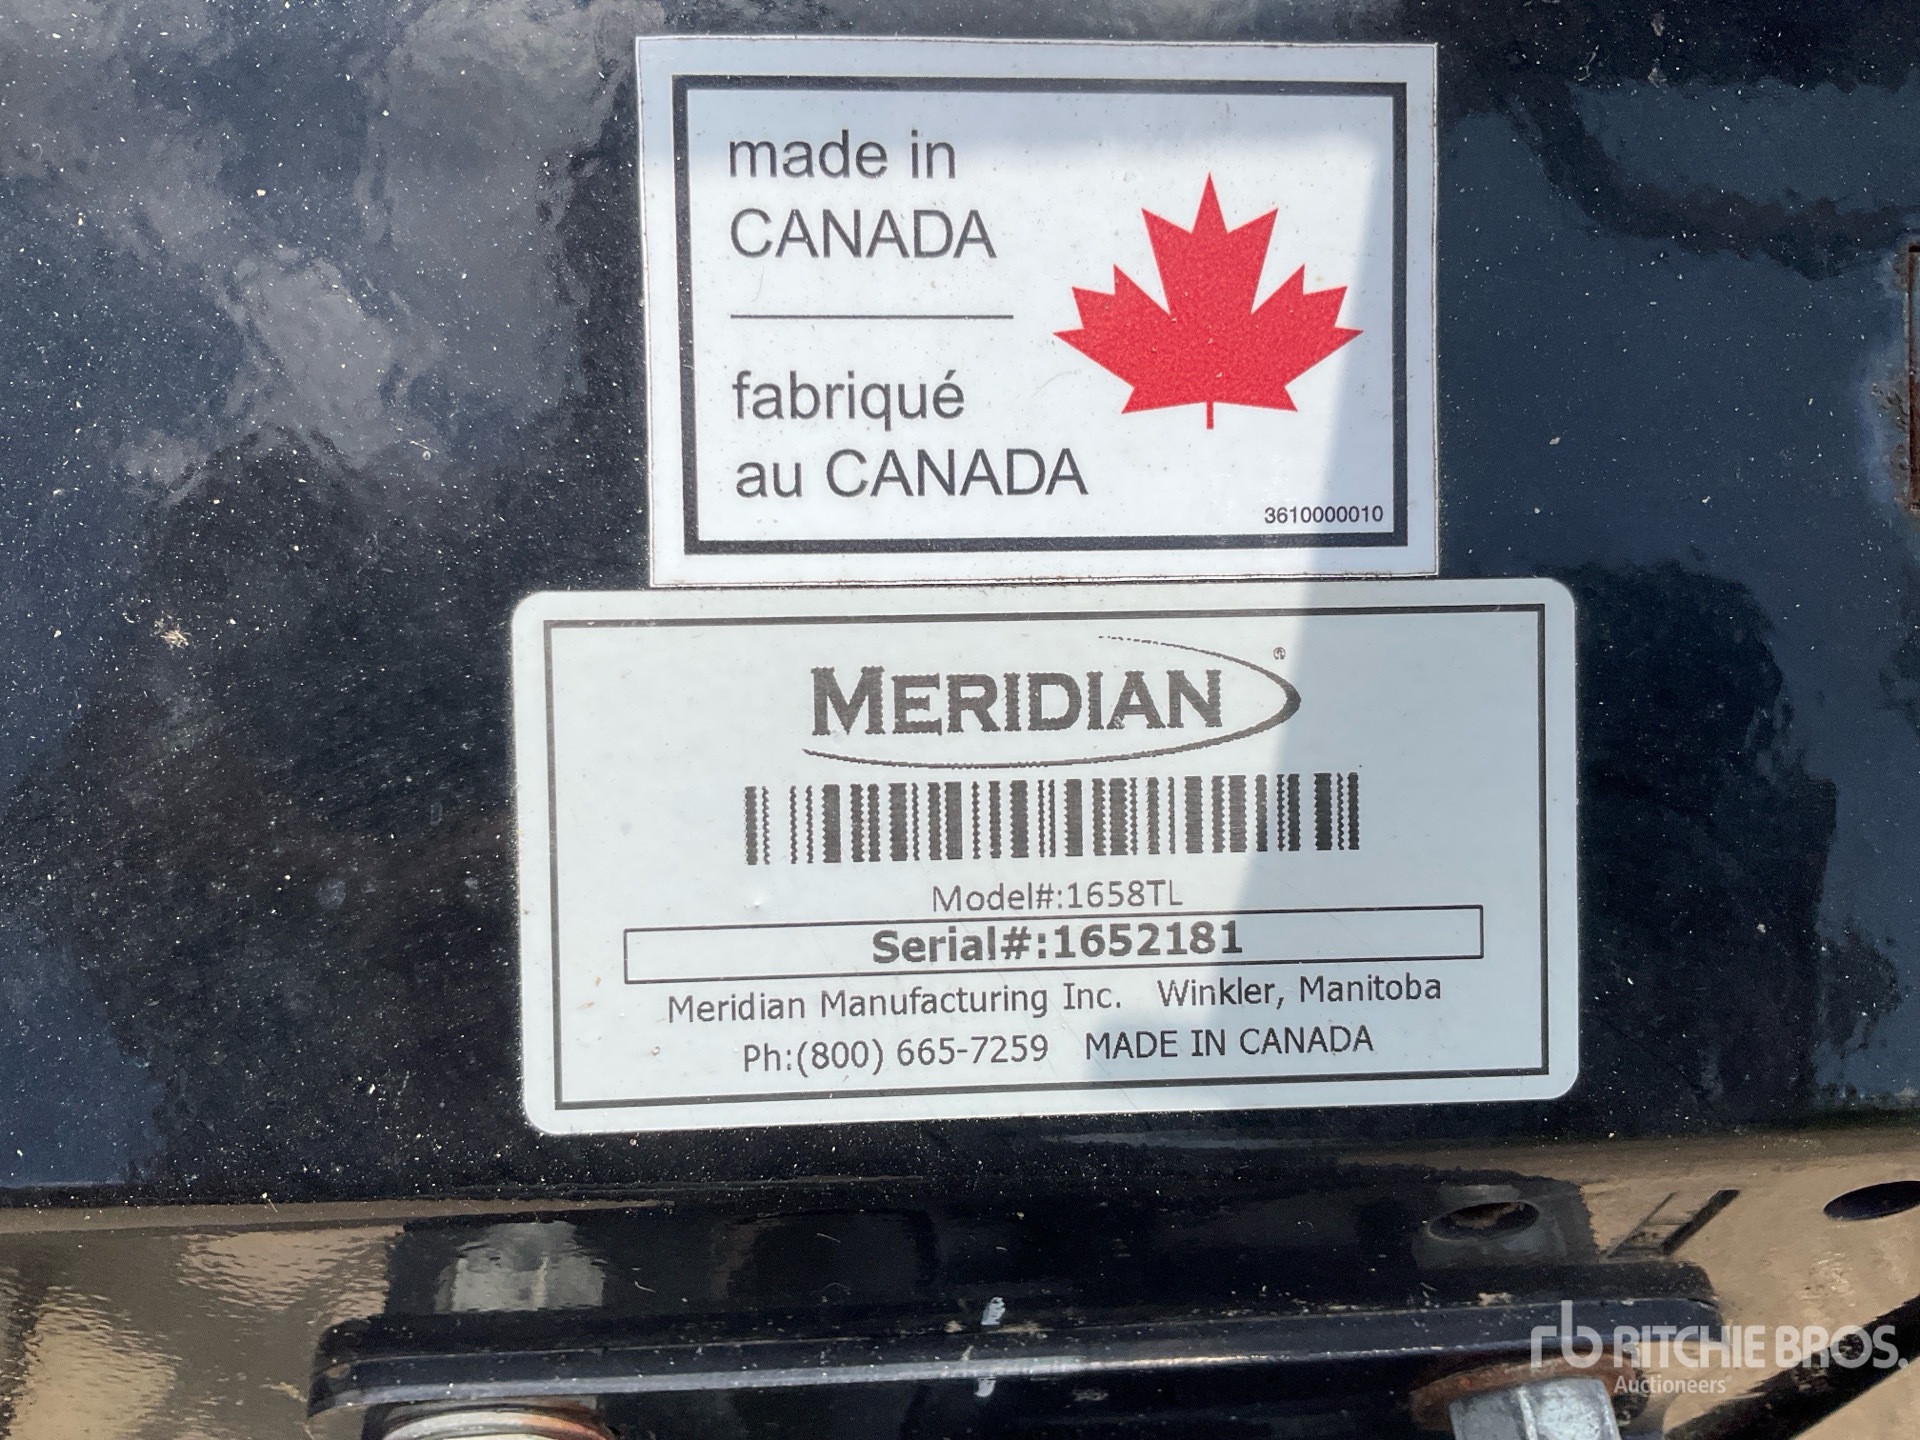 made in
CANADA
fabriqué
au CANADA
3610000010
MERIDIAN®
Model#:1658TL
Serial#:1652181
Meridian Manufacturing Inc. Winkler, Manitoba
Ph:(800) 665-7259 MADE IN CANADA
rb RITCHIE BROS.
Auctioneers